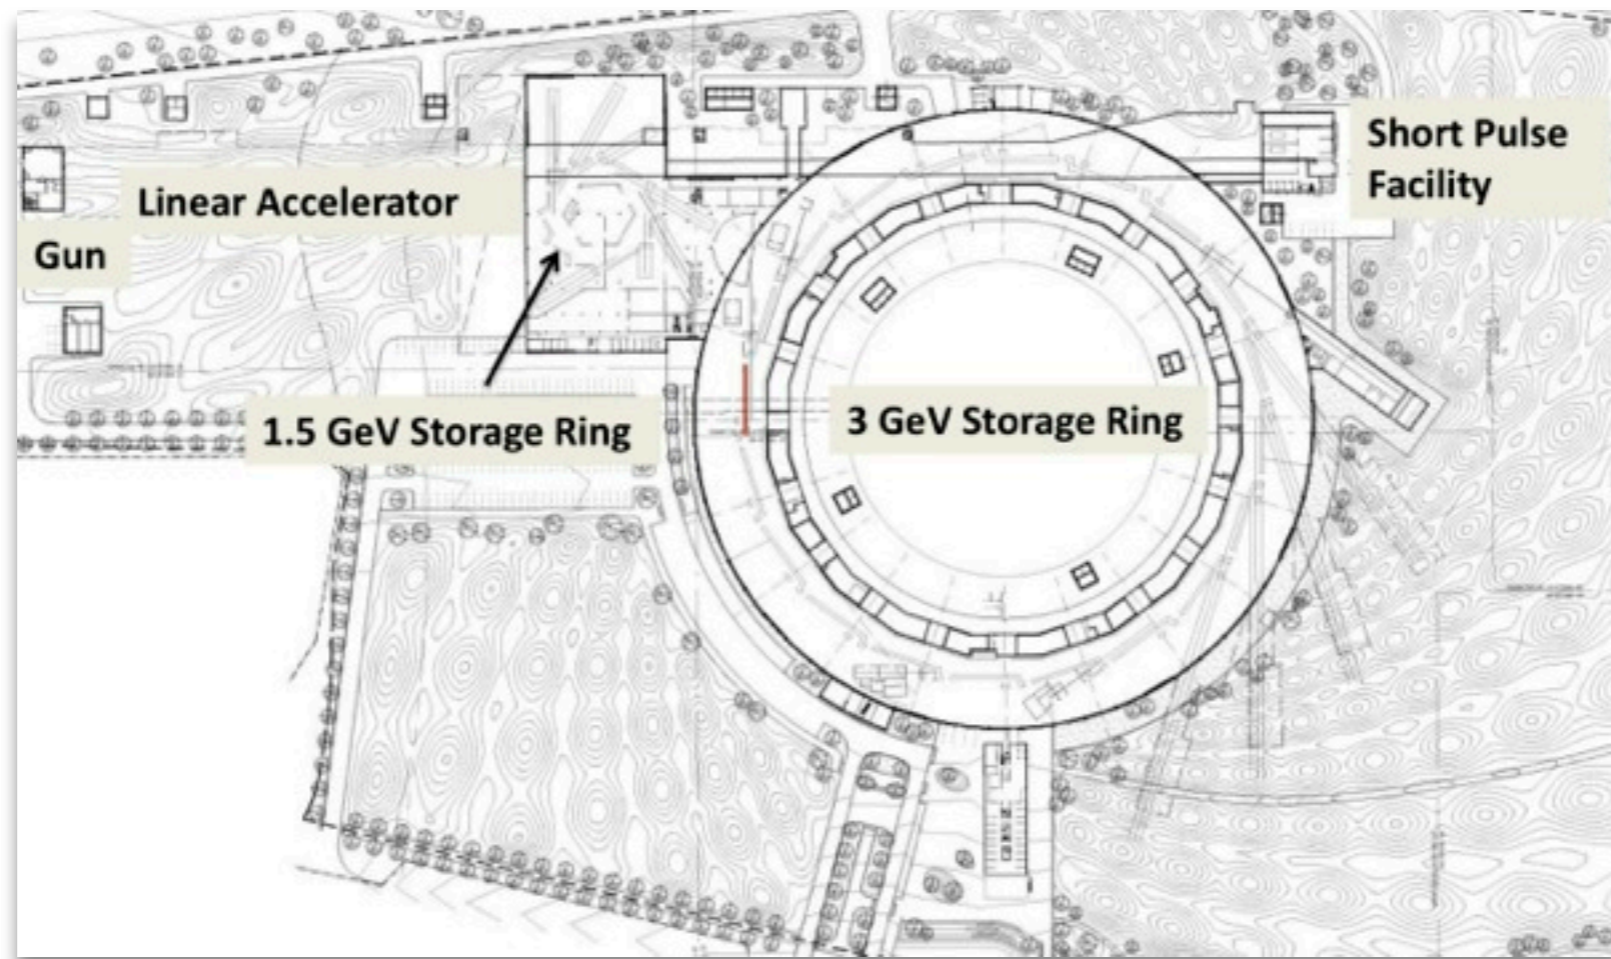 Short Pulse
Facility
Linear Accelerator
Gun
1.5 GeV Storage Ring
3 GeV Storage Ring